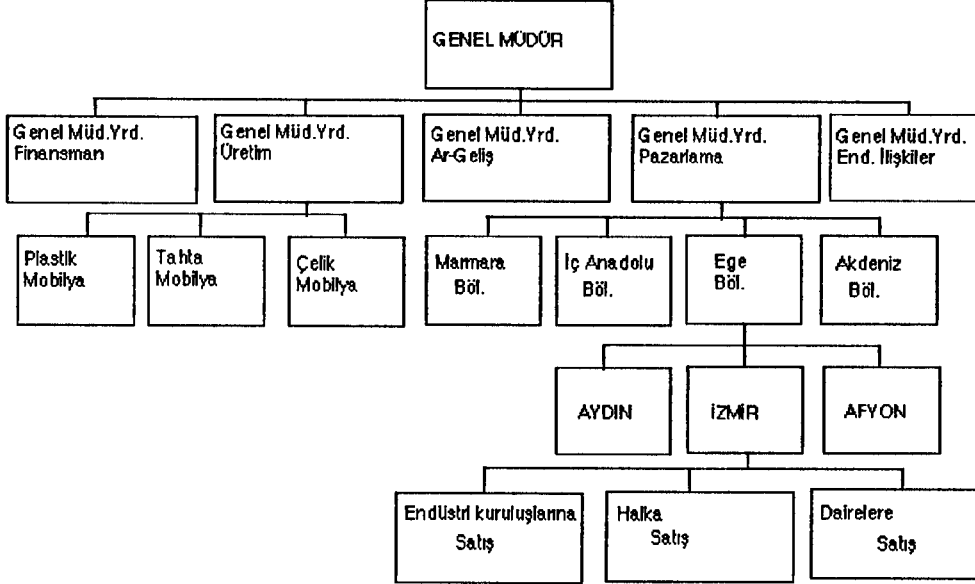 GENEL MÜDÜR
Genel Müd.Yrd.
Finansman
Genel Müd.Yrd.
Üretim
Genel Müd.Yrd.
Ar-Geliş
Genel Müd.Yrd.
Pazarlama
Genel Müd.Yrd.
End. İlişkiler
Plastik
Mobilya
Tahta
Mobilya
Çelik
Mobilya
Marmara
Böl.
İç Anadolu
Böl.
Ege
Böl.
Akdeniz
Böl.
AYDIN
İZMİR
AFYON
Endüstri kuruluşlarına
Satış
Halka
Satış
Dairelere
Satış